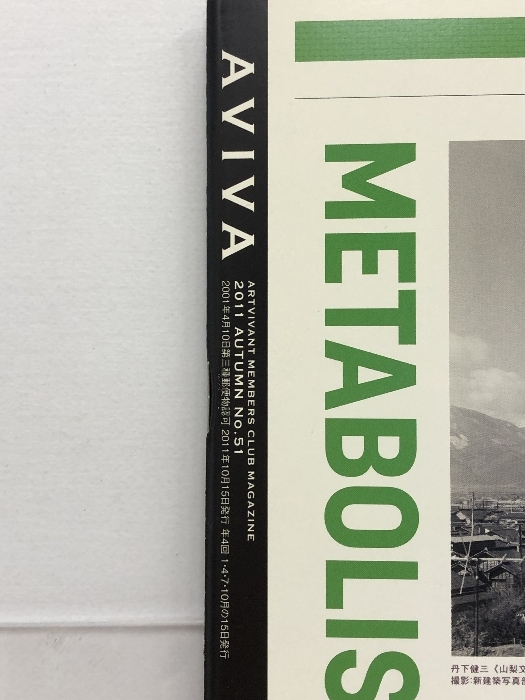 AVIVA
ARTVIVANT MEMBERS CLUB MAGAZINE
2011 AUTUMN No.51
2001年4月10日第三種郵便物認可 2011年10月15日発行 年4回 1・4・7・10月の15日発行
METABOLIS
丹下健三《山梨文
撮影:新建築写真部